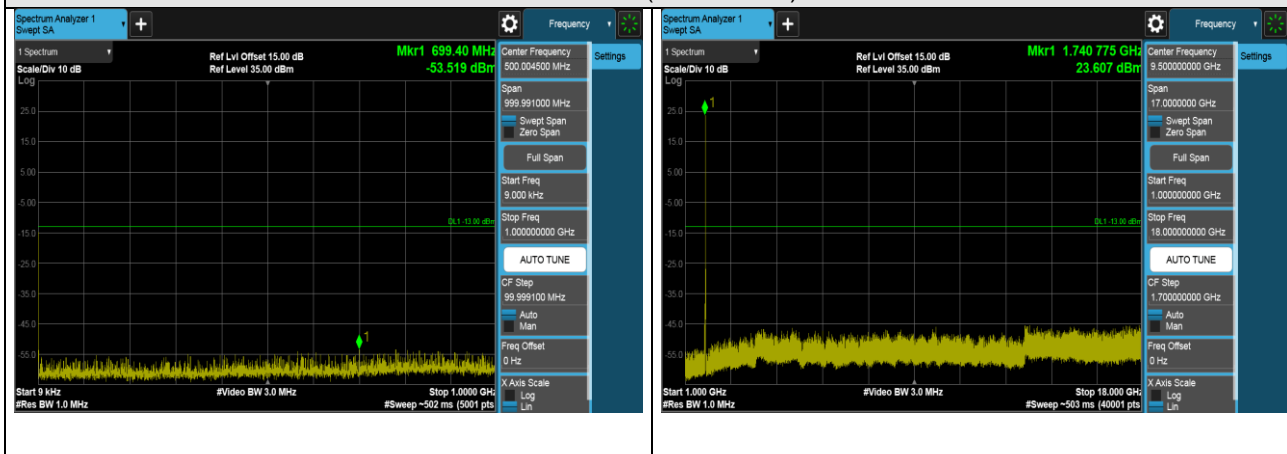 Spectrum Analyzer 1
Swept SA
+
Frequency
1 Spectrum
Scale/Div 10 dB
Log
Ref Lvl Offset 15.00 dB
Ref Level 35.00 dBm
Mkr1 699.40 MHz
-53.519 dBm
25.0
15.0
5.00
-5.00
-15.0
-25.0
-35.0
-45.0
-55.0
DL1 -13.00 dBm
1
Start 9 kHz
#Res BW 1.0 MHz
#Video BW 3.0 MHz
Stop 1.0000 GHz
#Sweep ~502 ms (5001 pts
Center Frequency
500.004500 MHz
Settings
Span
999.991000 MHz
Swept Span
Zero Span
Full Span
Start Freq
9.000 kHz
Stop Freq
1.000000000 GHz
AUTO TUNE
CF Step
99.999100 MHz
Auto
Man
Freq Offset
0 Hz
X Axis Scale
Log
Lin
Spectrum Analyzer 1
Swept SA
+
Frequency
1 Spectrum
Scale/Div 10 dB
Log
Ref Lvl Offset 15.00 dB
Ref Level 35.00 dBm
Mkr1 1.740 775 GHz
23.607 dBm
25.0
15.0
5.00
-5.00
-15.0
-25.0
-35.0
-45.0
-55.0
DL1 -13.00 dBm
1
Start 1.000 GHz
#Res BW 1.0 MHz
#Video BW 3.0 MHz
Stop 18.000 GHz
#Sweep ~503 ms (40001 pts
Center Frequency
9.500000000 GHz
Settings
Span
17.0000000 GHz
Swept Span
Zero Span
Full Span
Start Freq
1.000000000 GHz
Stop Freq
18.000000000 GHz
AUTO TUNE
CF Step
1.700000000 GHz
Auto
Man
Freq Offset
0 Hz
X Axis Scale
Log
Lin